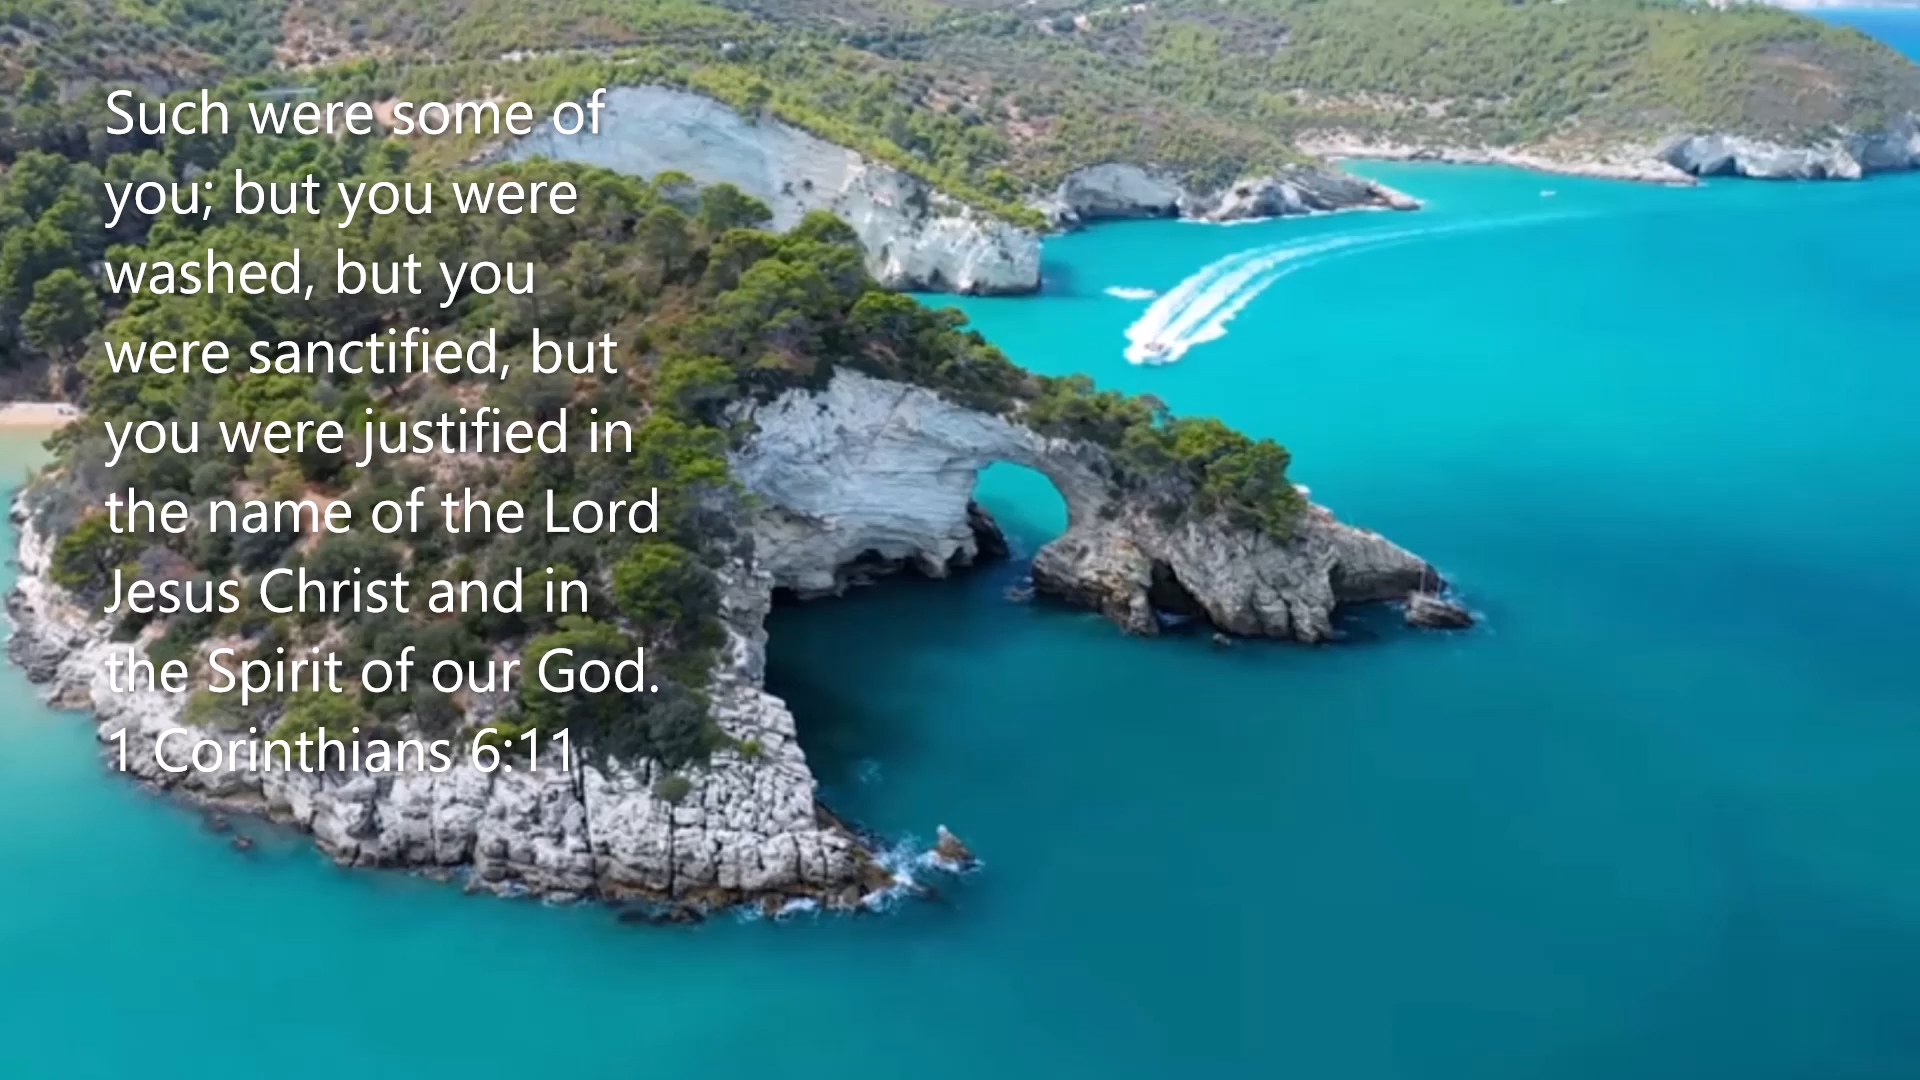 Such were some of
you; but you were
washed, but you
were sanctified, but
you were justified in
the name of the Lord
Jesus Christ and in
the Spirit of our God.
1 Corinthians 6:11